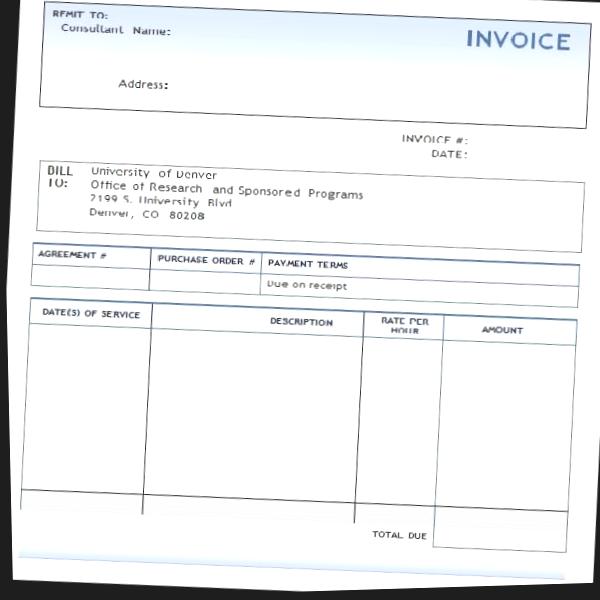 REMIT TO:
Consultant Name:
INVOICE
Address:
INVOICE #:
DATE:
BILL TO:
University of Denver
Office of Research and Sponsored Programs
2199 S. University Blvd
Denver, CO 80208
AGREEMENT # PURCHASE ORDER # PAYMENT TERMS
Due on receipt
DATE(S) OF SERVICE DESCRIPTION RATE PER HOUR AMOUNT
TOTAL DUE